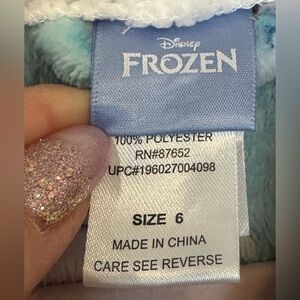 Disney
FROZEN
100% POLYESTER
RN#87652
UPC#196027004098
SIZE 6
MADE IN CHINA
CARE SEE REVERSE